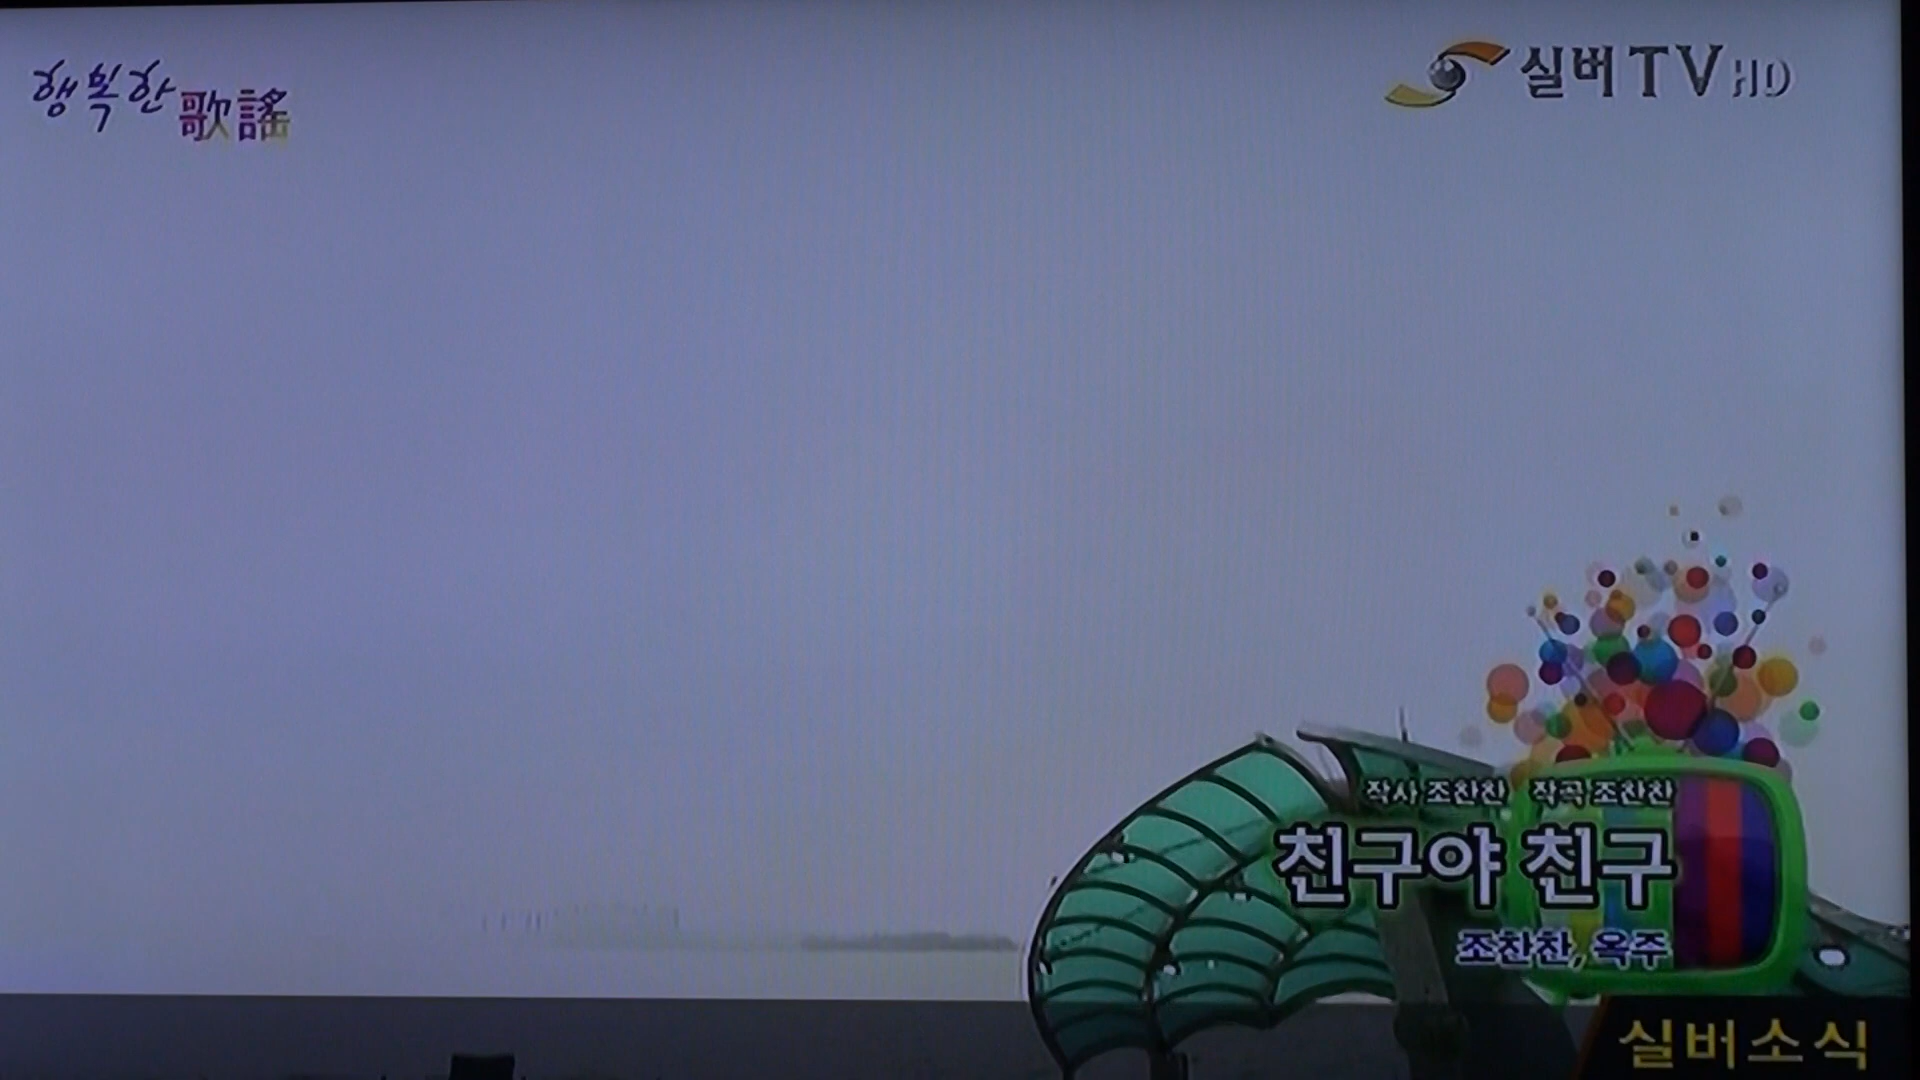 행복한 歌謠
실버TV HD
작사 조찬찬 작곡 조찬찬
친구야 친구
조찬찬, 옥주
실버소식